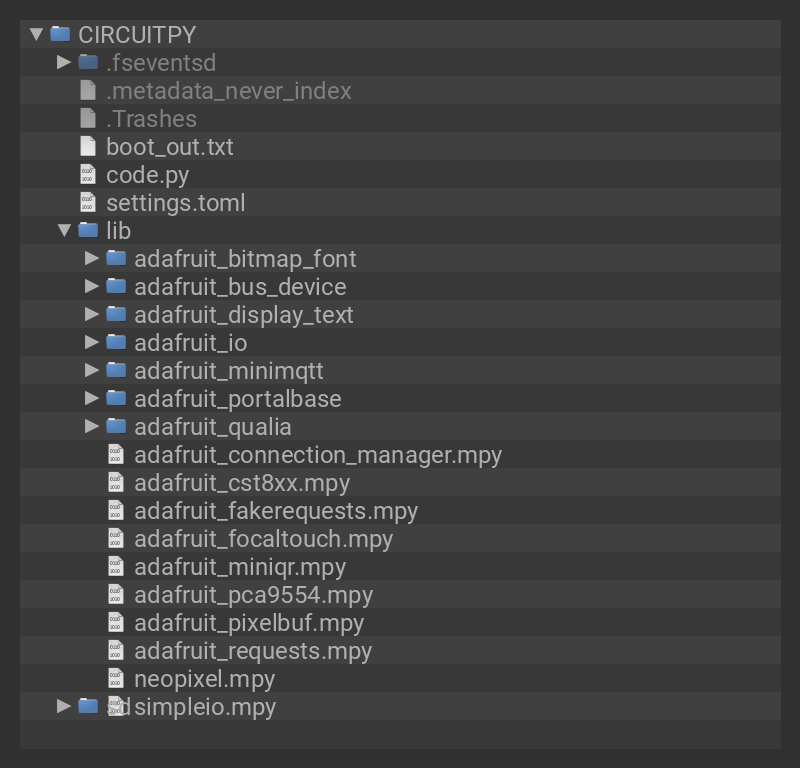 CIRCUITPY
.fseventsd
.metadata_never_index
.Trashes
boot_out.txt
code.py
settings.toml
lib
adafruit_bitmap_font
adafruit_bus_device
adafruit_display_text
adafruit_io
adafruit_minimqtt
adafruit_portalbase
adafruit_qualia
adafruit_connection_manager.mpy
adafruit_cst8xx.mpy
adafruit_fakerequests.mpy
adafruit_focaltouch.mpy
adafruit_miniqr.mpy
adafruit_pca9554.mpy
adafruit_pixelbuf.mpy
adafruit_requests.mpy
neopixel.mpy
sd simpleio.mpy